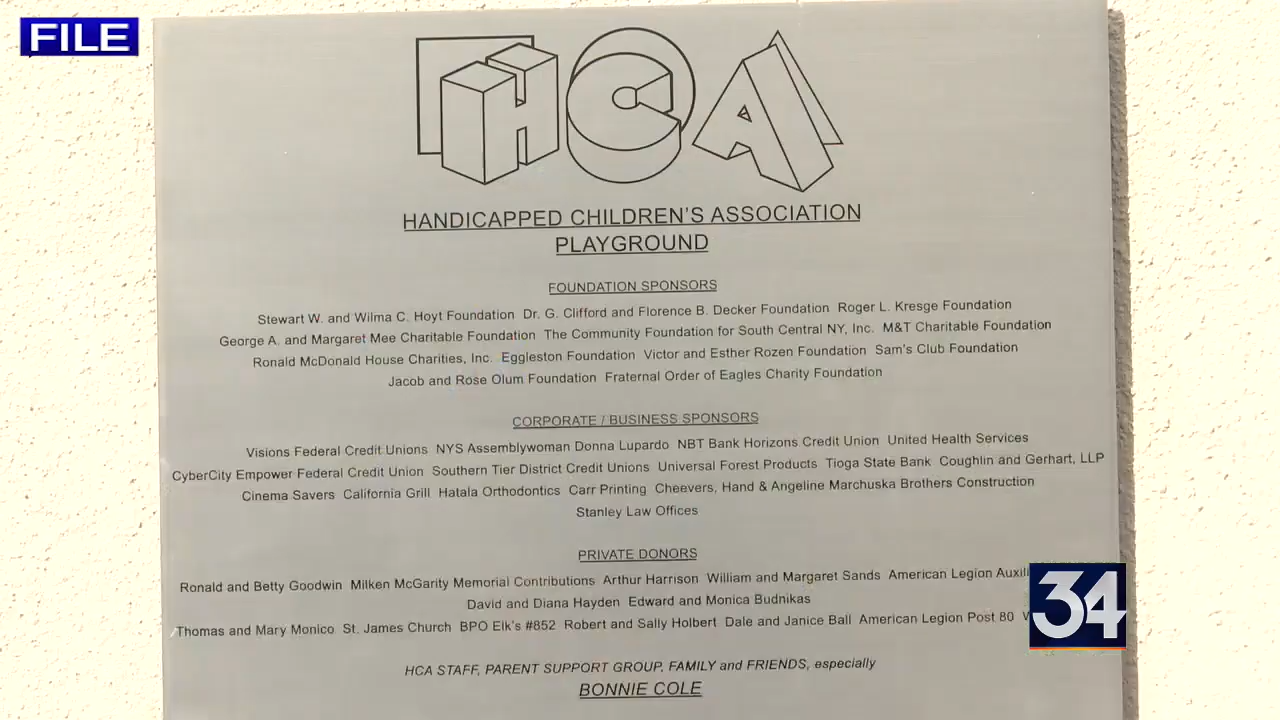 FILE
HCA
HANDICAPPED CHILDREN'S ASSOCIATION
PLAYGROUND
FOUNDATION SPONSORS
Stewart W. and Wilma C. Hoyt Foundation Dr. G. Clifford and Florence B. Decker Foundation Roger L. Kresge Foundation
George A. and Margaret Mee Charitable Foundation The Community Foundation for South Central NY, Inc. M&T Charitable Foundation
Ronald McDonald House Charities, Inc. Eggleston Foundation Victor and Esther Rozen Foundation Sam's Club Foundation
Jacob and Rose Olum Foundation Fraternal Order of Eagles Charity Foundation
CORPORATE / BUSINESS SPONSORS
Visions Federal Credit Unions NYS Assemblywoman Donna Lupardo NBT Bank Horizons Credit Union United Health Services
CyberCity Empower Federal Credit Union Southern Tier District Credit Unions Universal Forest Products Tioga State Bank Coughlin and Gerhart, LLP
Cinema Savers California Grill Hatala Orthodontics Carr Printing Cheevers, Hand & Angeline Marchuska Brothers Construction
Stanley Law Offices
PRIVATE DONORS
Ronald and Betty Goodwin Milken McGarity Memorial Contributions Arthur Harrison William and Margaret Sands American Legion
David and Diana Hayden Edward and Monica Budnikas
Thomas and Mary Monico St. James Church BPO Elk's #852 Robert and Sally Holbert Dale and Janice Ball American Legion Post 80
HCA STAFF, PARENT SUPPORT GROUP, FAMILY and FRIENDS, especially
BONNIE COLE
34